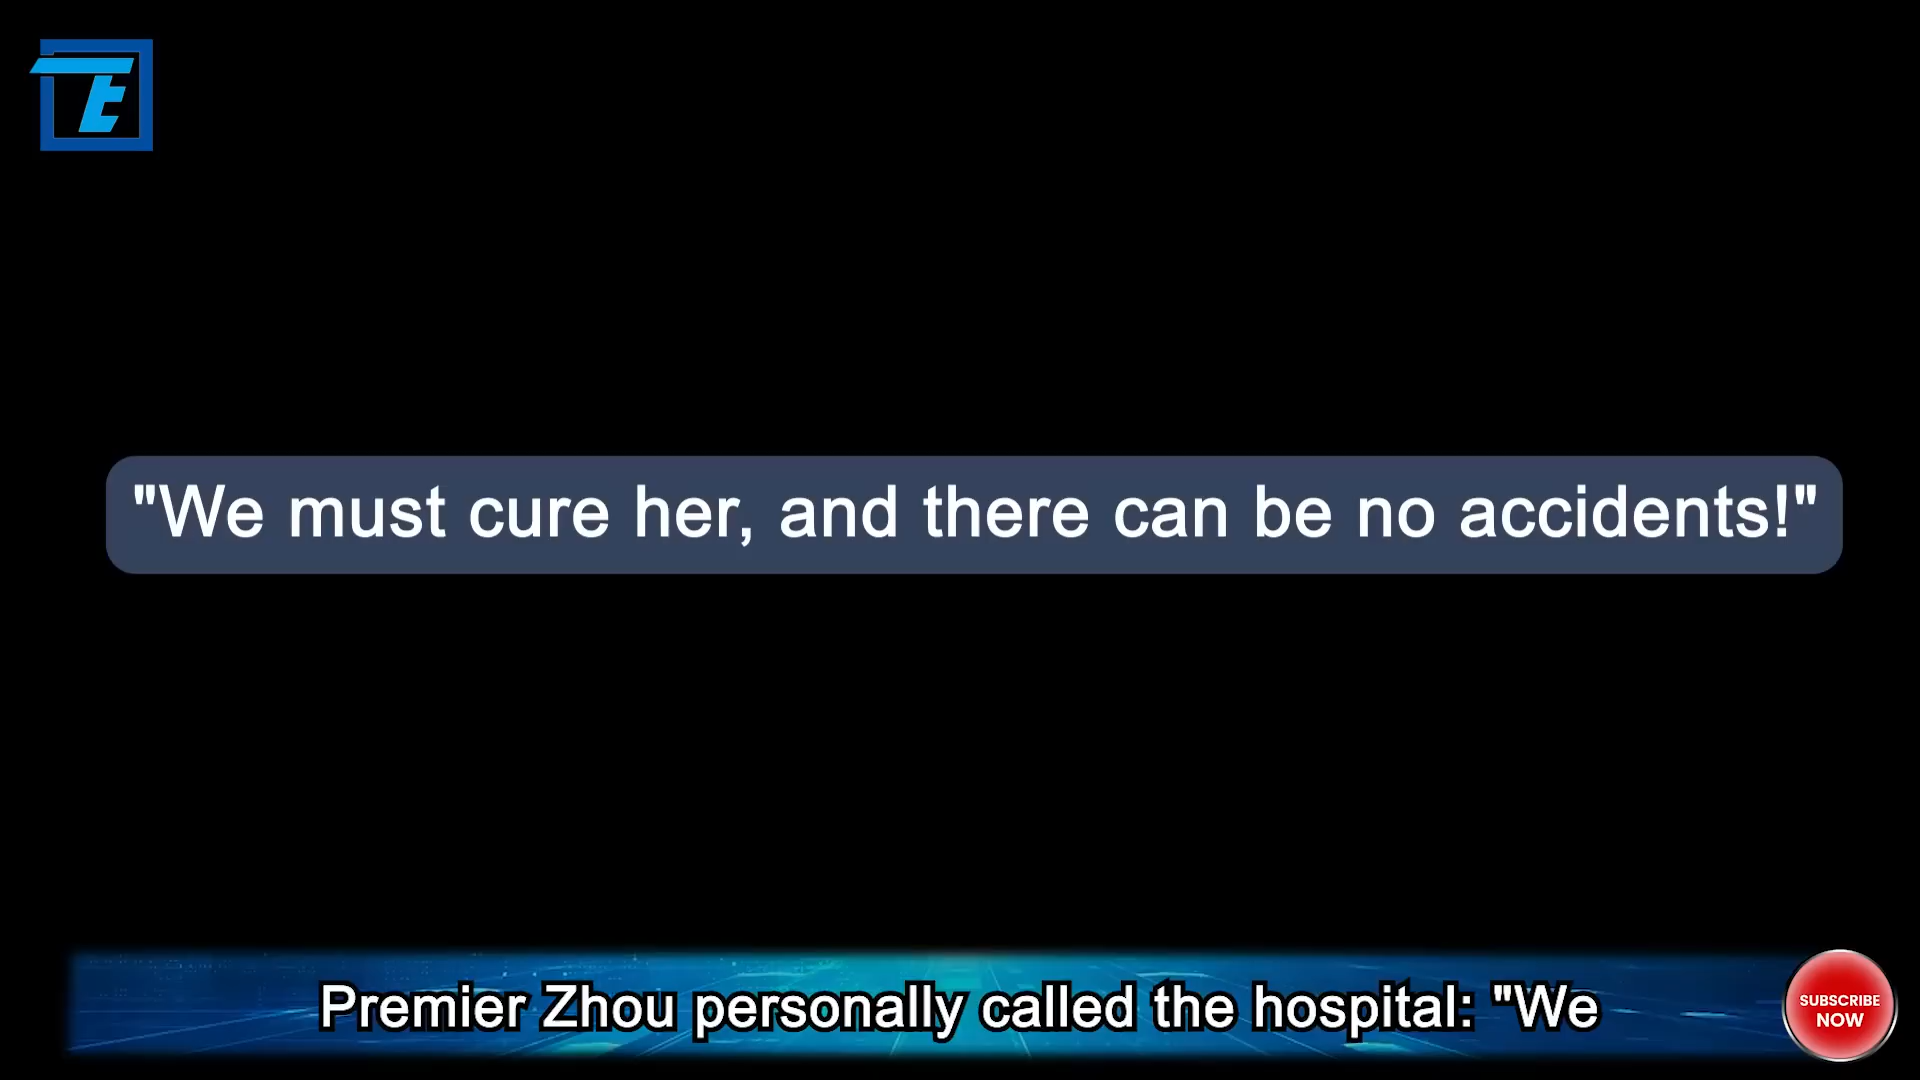 TE
"We must cure her, and there can be no accidents!"
Premier Zhou personally called the hospital: "We
SUBSCRIBE
NOW